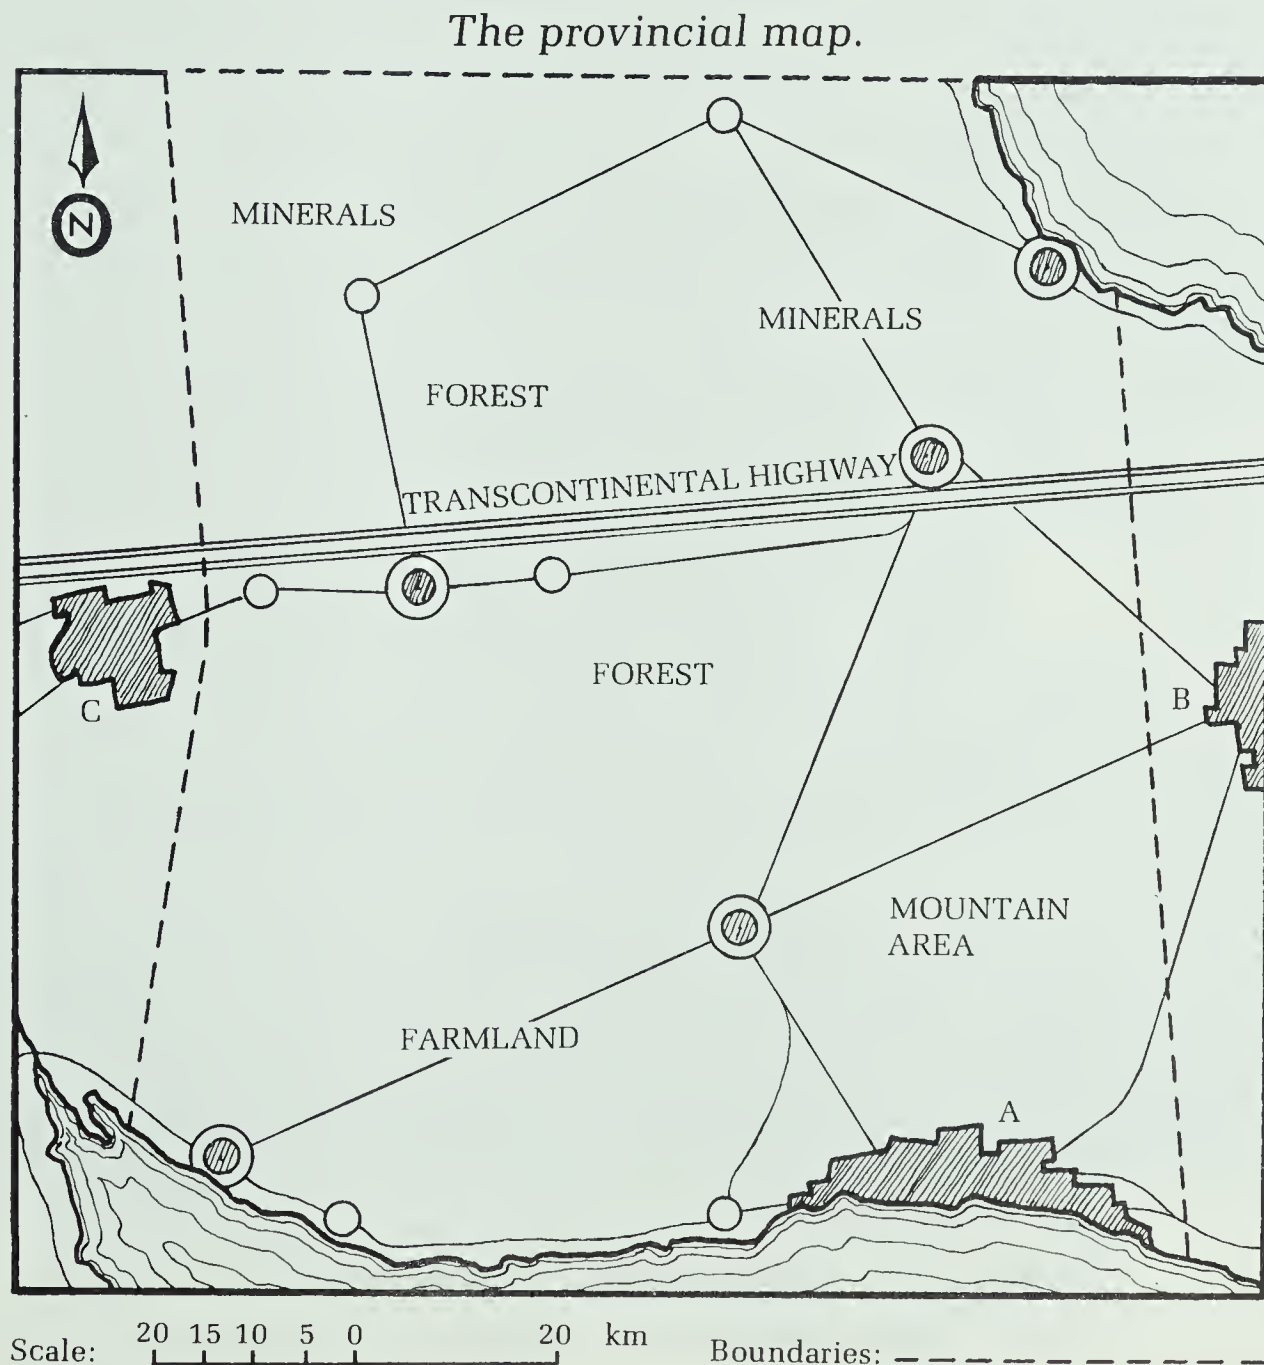 The provincial map.
N
MINERALS
MINERALS
FOREST
TRANSCONTINENTAL HIGHWAY
FOREST
C
B
MOUNTAIN
AREA
FARMLAND
A
Scale: 20 15 10 5 0 20 km Boundaries: